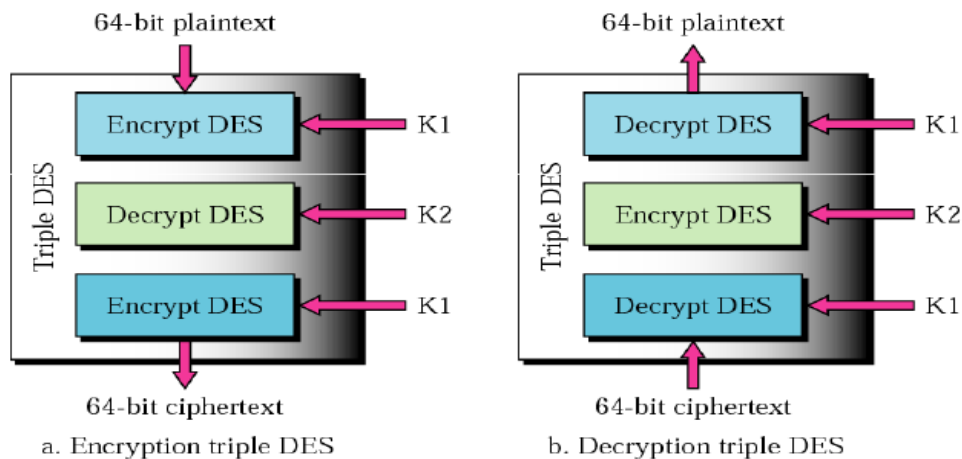 64-bit plaintext
Triple DES
Encrypt DES
K1
Decrypt DES
K2
Encrypt DES
K1
64-bit ciphertext
a. Encryption triple DES
64-bit plaintext
Triple DES
Decrypt DES
K1
Encrypt DES
K2
Decrypt DES
K1
64-bit ciphertext
b. Decryption triple DES